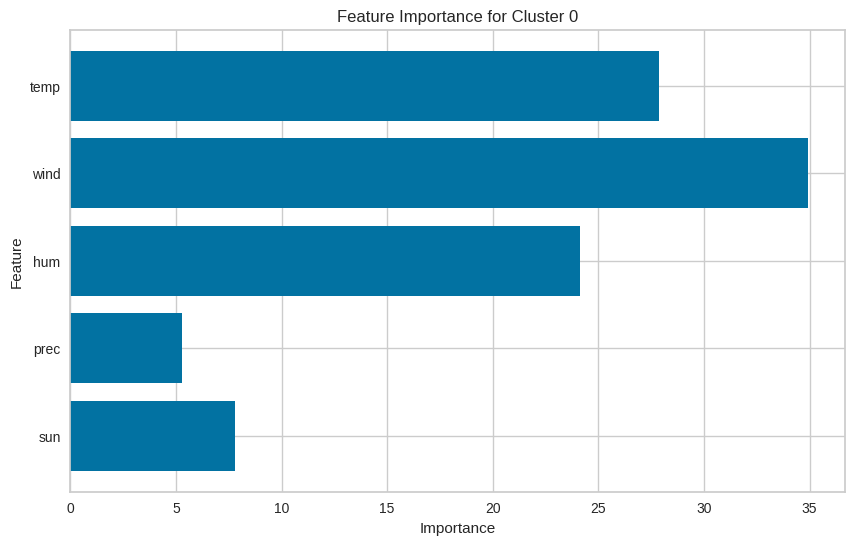 Feature Importance for Cluster 0
temp
wind
hum
prec
sun
Feature
0 5 10 15 20 25 30 35
Importance